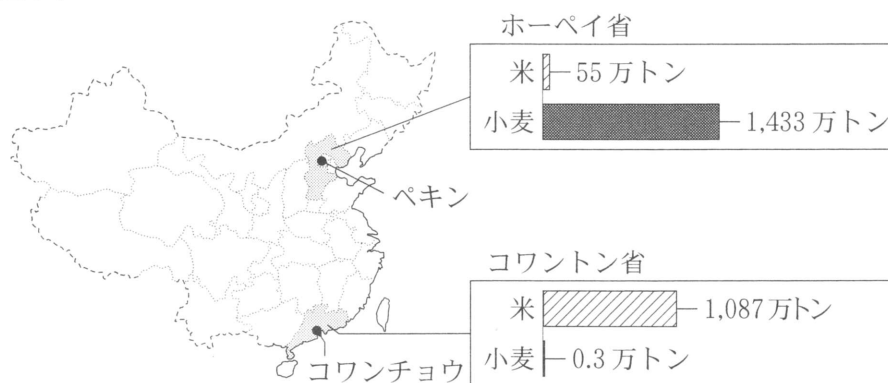 ホーペイ省
米 55万トン
小麦 1,433万トン
ペキン
コワントン省
米 1,087万トン
小麦 0.3万トン
コワンチョウ